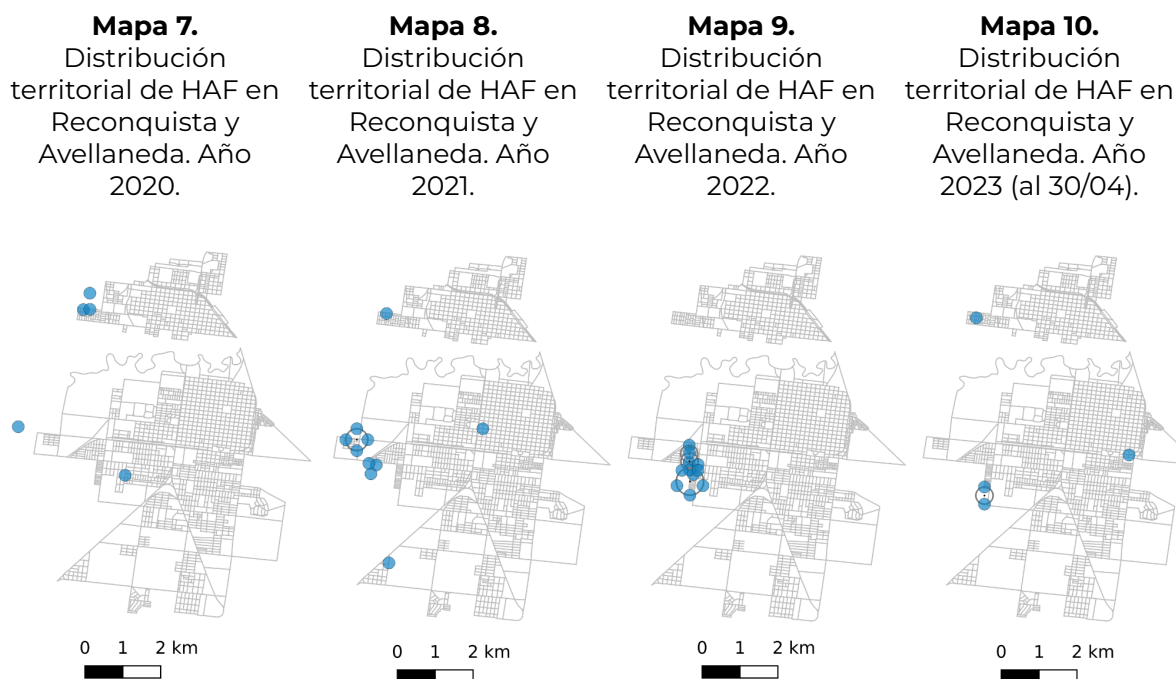 Mapa 7.
Distribución
territorial de HAF en
Reconquista y
Avellaneda. Año
2020.
Mapa 8.
Distribución
territorial de HAF en
Reconquista y
Avellaneda. Año
2021.
Mapa 9.
Distribución
territorial de HAF en
Reconquista y
Avellaneda. Año
2022.
Mapa 10.
Distribución
territorial de HAF en
Reconquista y
Avellaneda. Año
2023 (al 30/04).
0 1 2 km
0 1 2 km
0 1 2 km
0 1 2 km